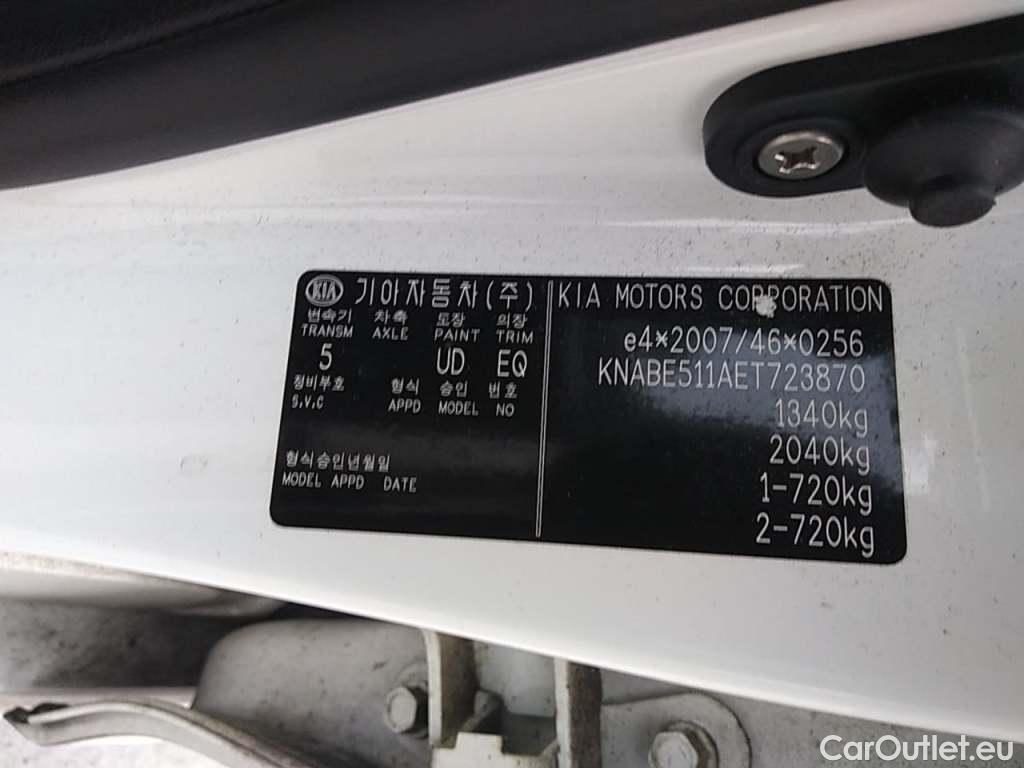 KIA 기아자동차(주)
변속기 차축 도장 의장
TRANSM AXLE PAINT TRIM
5 UD EQ
정비부호 형식 승인 번호
S.V.C APPD MODEL NO
형식승인년월일
MODEL APPD DATE
KIA MOTORS CORPORATION
e4*2007/46*0256
KNABE511AET723870
1340kg
2040kg
1-720kg
2-720kg
CarOutlet.eu